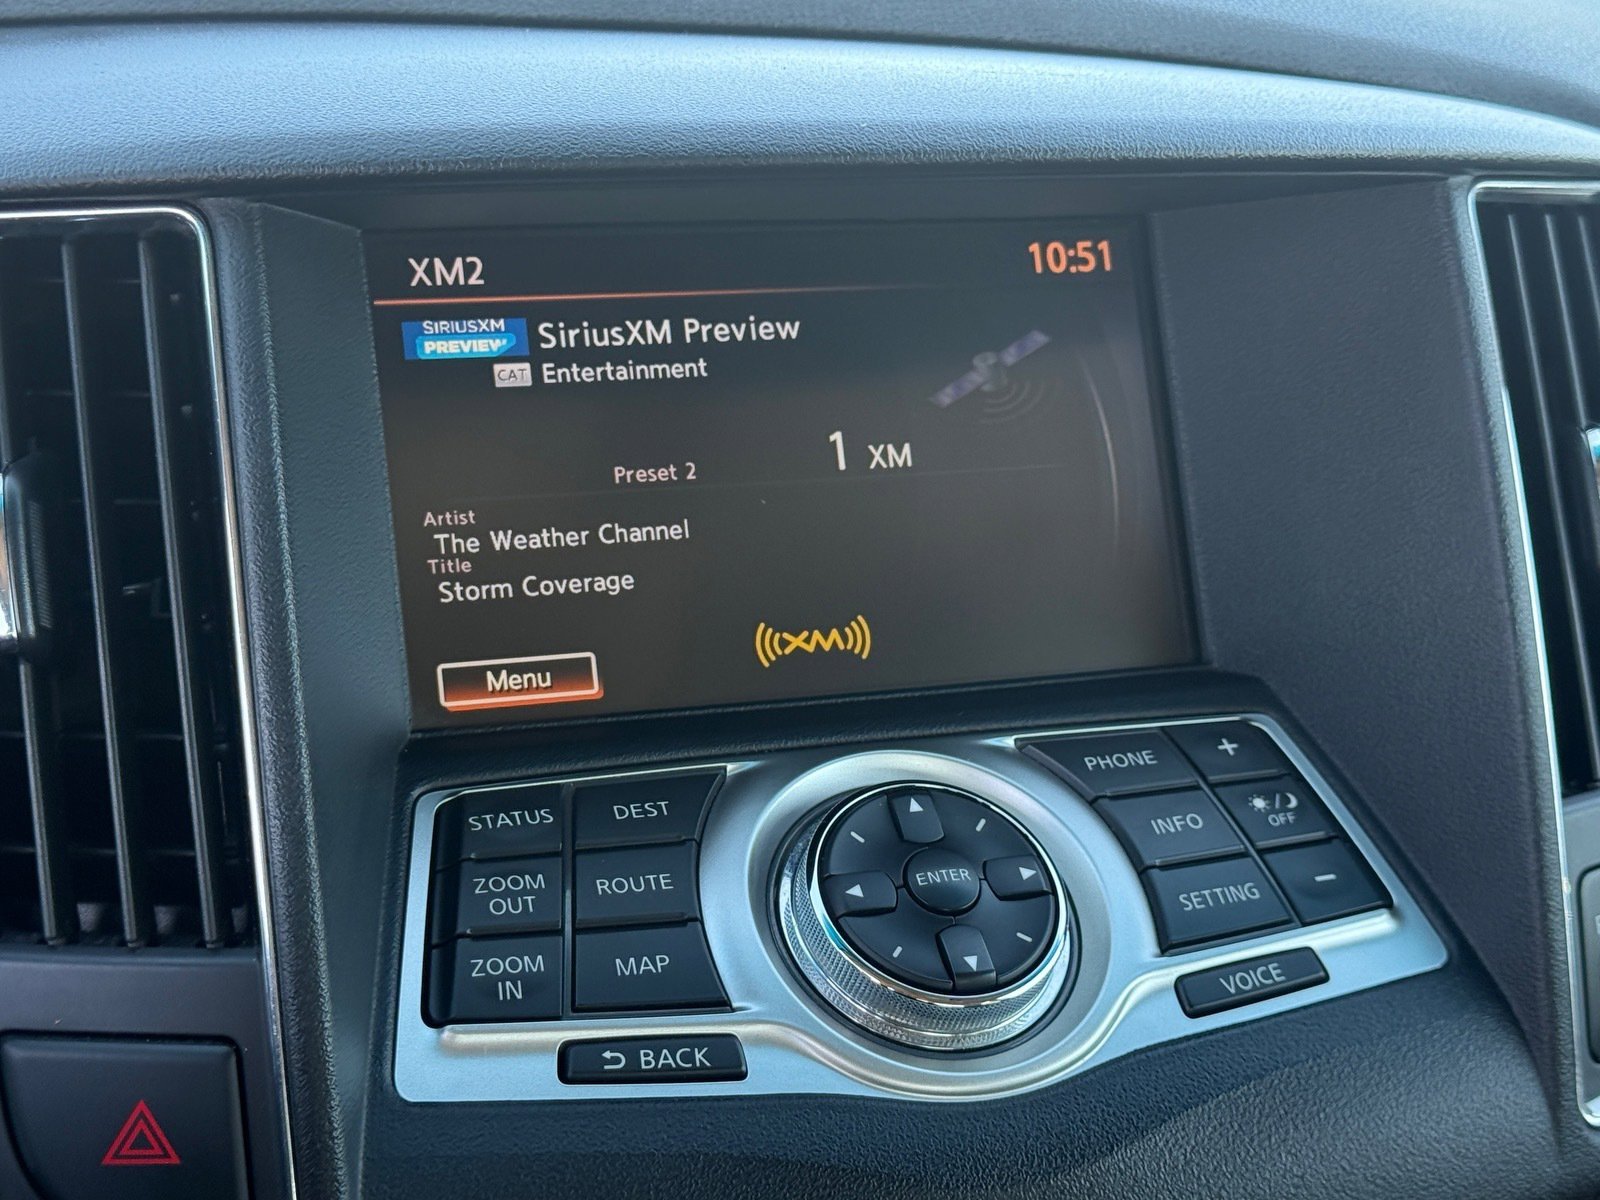 XM2
10:51
SIRIUSXM
PREVIEW
SiriusXM Preview
CAT Entertainment
Preset 2
1 XM
Artist
The Weather Channel
Title
Storm Coverage
((XM))
Menu
STATUS
DEST
ZOOM
OUT
ROUTE
ZOOM
IN
MAP
BACK
ENTER
PHONE
+
INFO
OFF
SETTING
-
VOICE